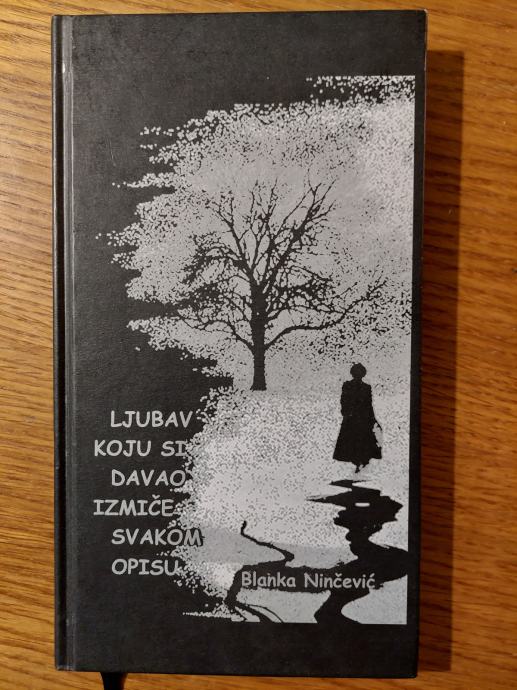 LJUBAV
KOJU SI
DAVAO
IZMIČE
SVAKOM
OPISU
Blanka Ninčević